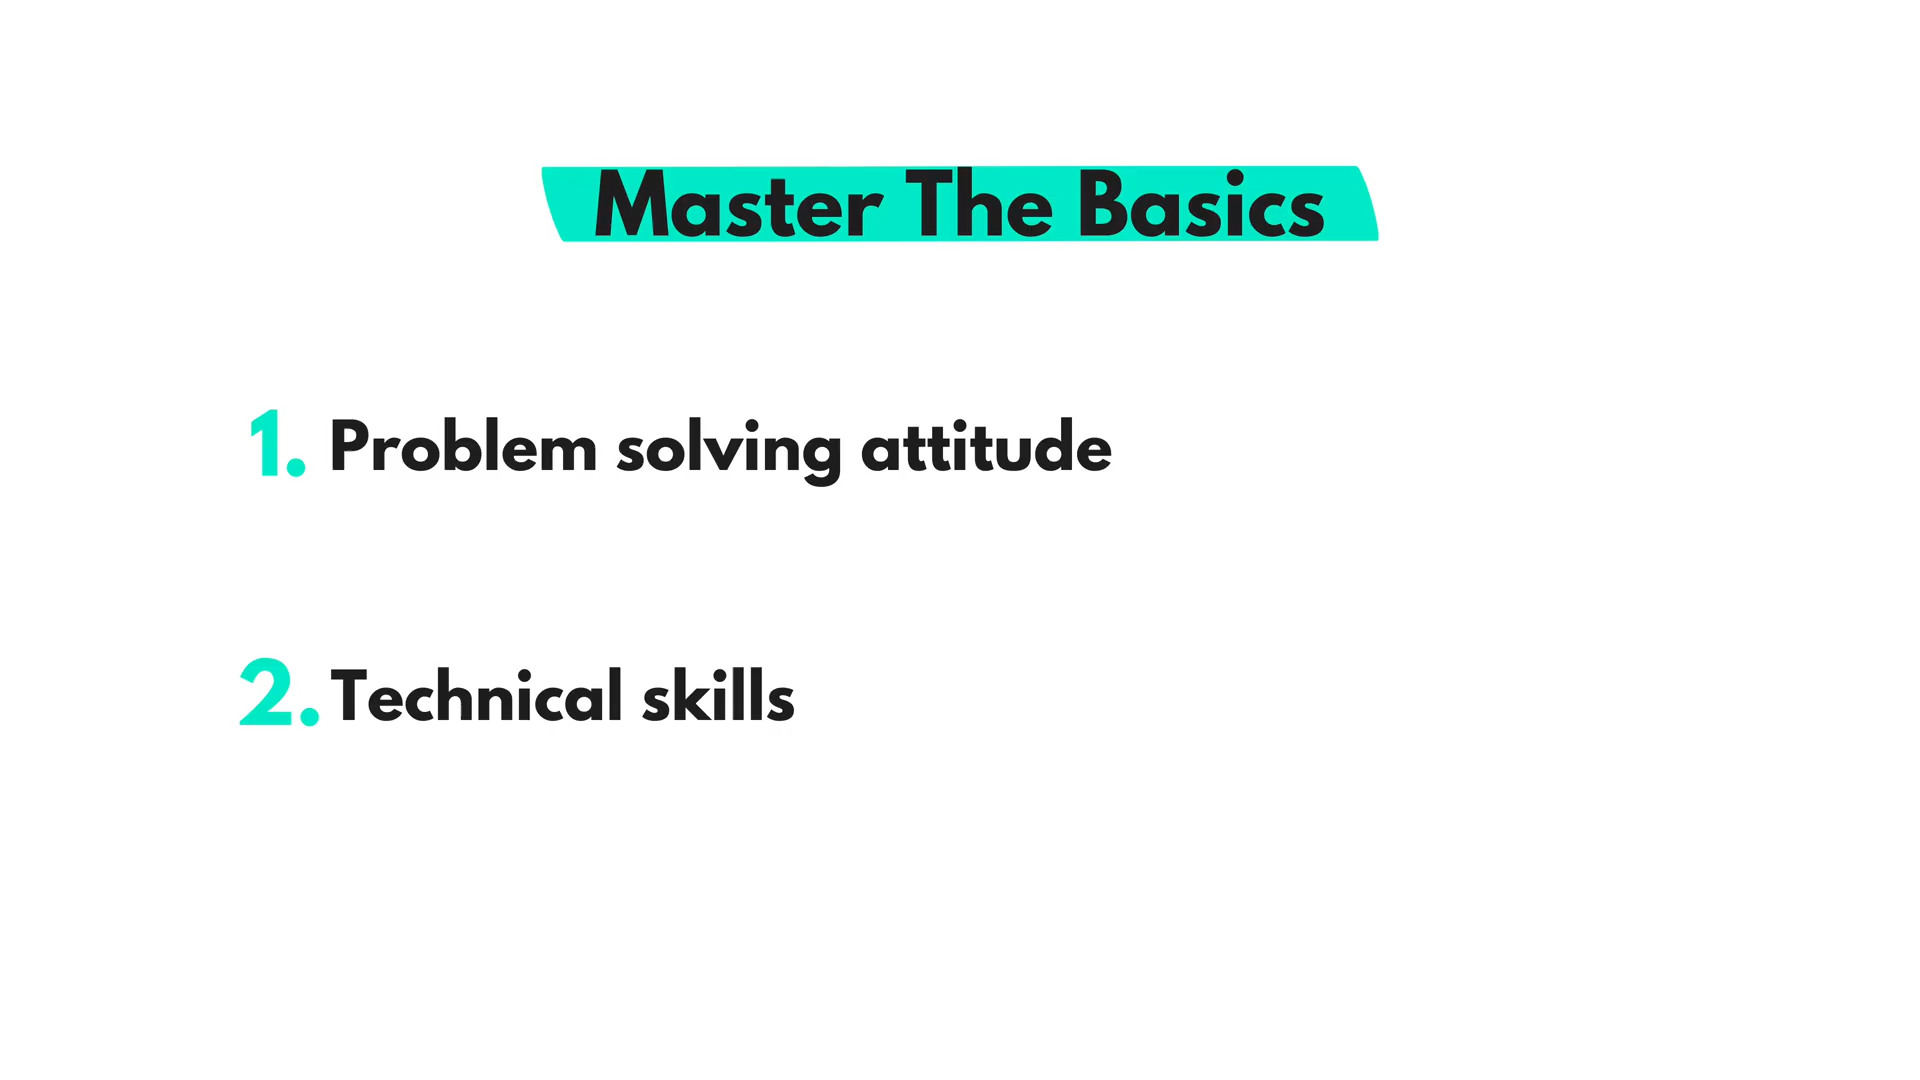 Master The Basics
1. Problem solving attitude
2. Technical skills